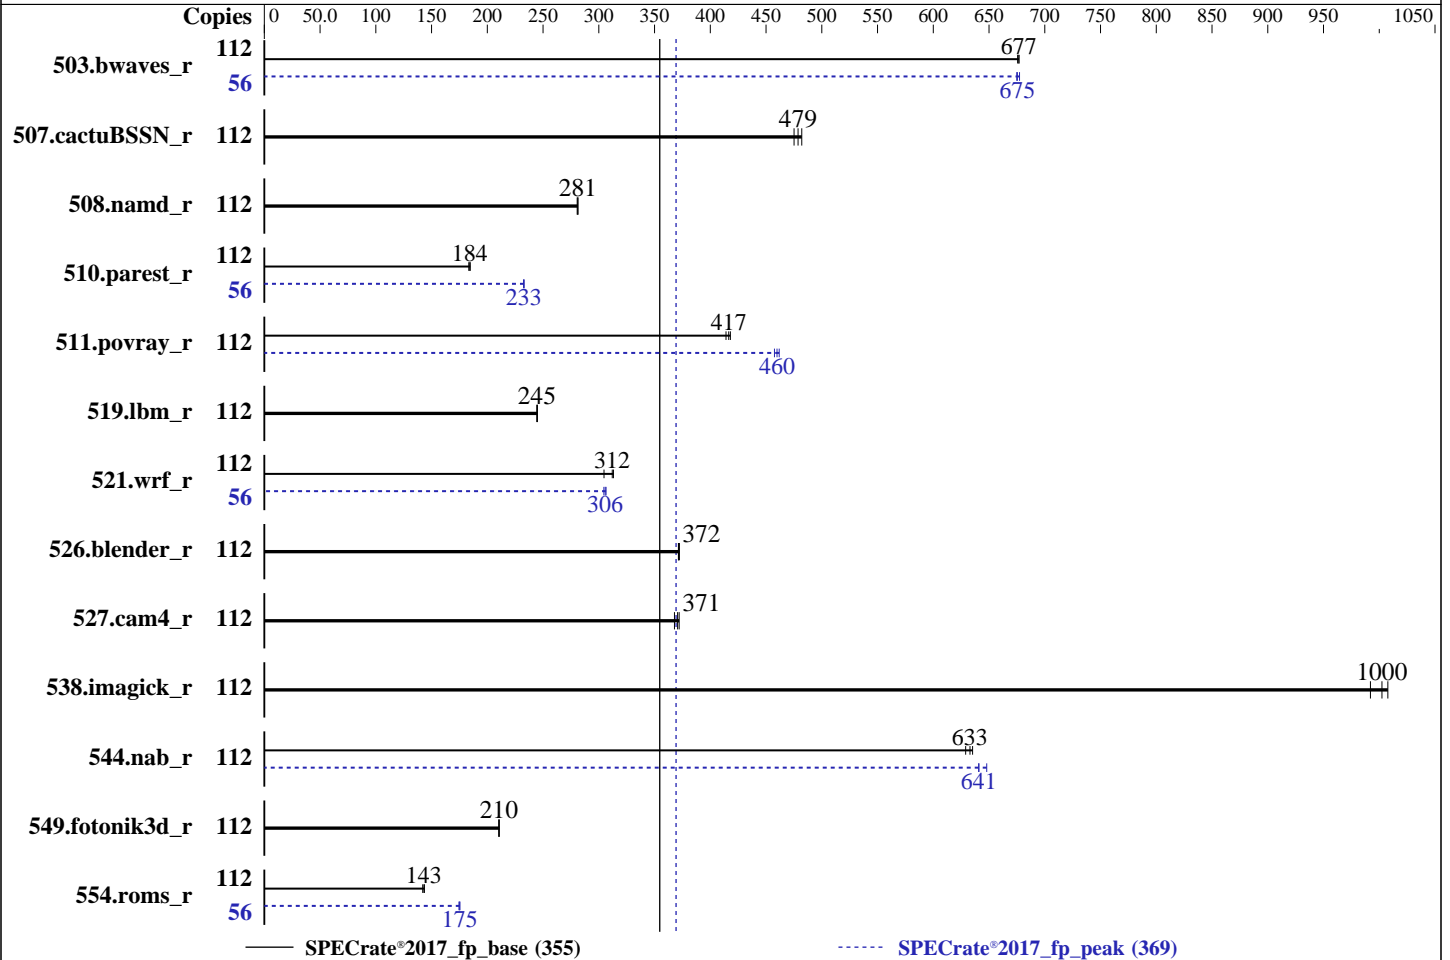 Copies 0 50.0 100 150 200 250 300 350 400 450 500 550 600 650 700 750 800 850 900 950 1050
503.bwaves_r 112 677
56 675
507.cactuBSSN_r 112 479
508.namd_r 112 281
510.parest_r 112 184
56 233
511.povray_r 112 417
460
519.lbm_r 112 245
521.wrf_r 112 312
56 306
526.blender_r 112 372
527.cam4_r 112 371
538.imagick_r 112 1000
544.nab_r 112 633
641
549.fotonik3d_r 112 210
554.roms_r 112 143
56 175
SPECrate®2017_fp_base (355) SPECrate®2017_fp_peak (369)